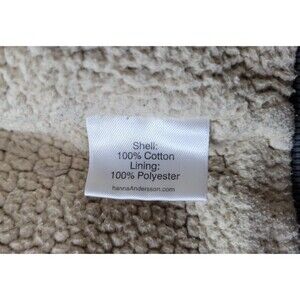 Shell:
100% Cotton
Lining:
100% Polyester
hannaAndersson.com